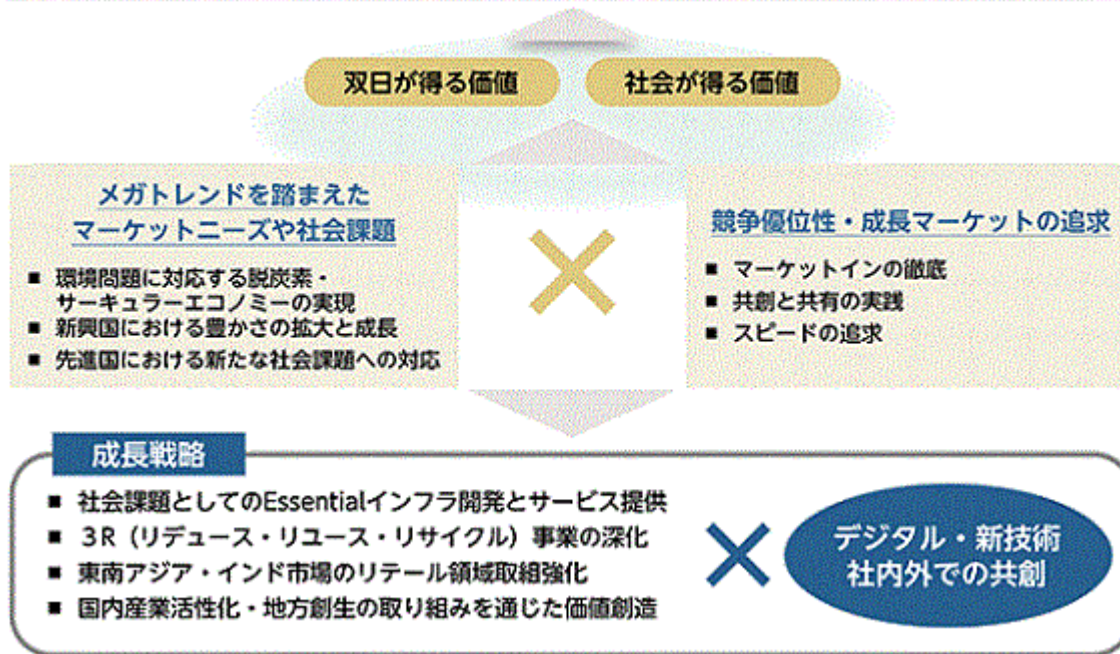 双日が得る価値
社会が得る価値
メガトレンドを踏まえた
マーケットニーズや社会課題
■ 環境問題に対応する脱炭素・
サーキュラーエコノミーの実現
■ 新興国における豊かさの拡大と成長
■ 先進国における新たな社会課題への対応
×
競争優位性・成長マーケットの追求
■ マーケットインの徹底
■ 共創と共有の実践
■ スピードの追求
成長戦略
■ 社会課題としてのEssentialインフラ開発とサービス提供
■ 3R（リデュース・リユース・リサイクル）事業の深化
■ 東南アジア・インド市場のリテール領域取組強化
■ 国内産業活性化・地方創生の取り組みを通じた価値創造
×
デジタル・新技術
社内外での共創